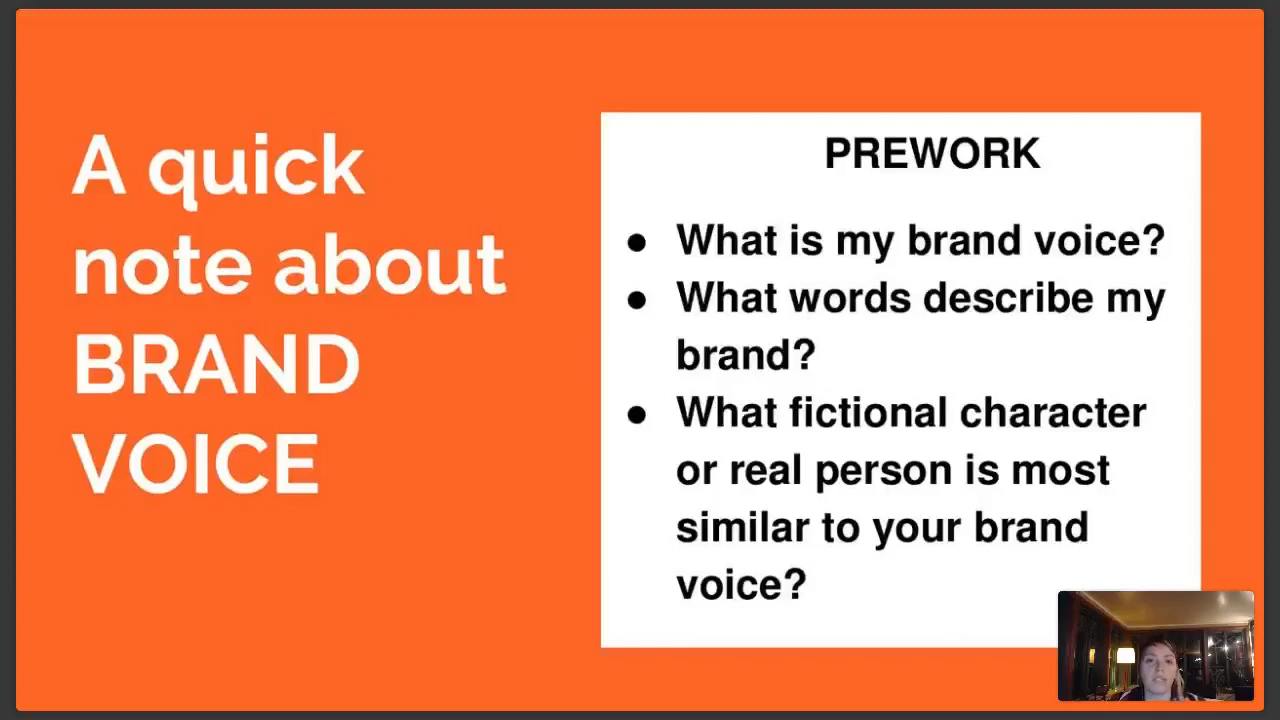 A quick
note about
BRAND
VOICE
PREWORK
● What is my brand voice?
● What words describe my
brand?
● What fictional character
or real person is most
similar to your brand
voice?